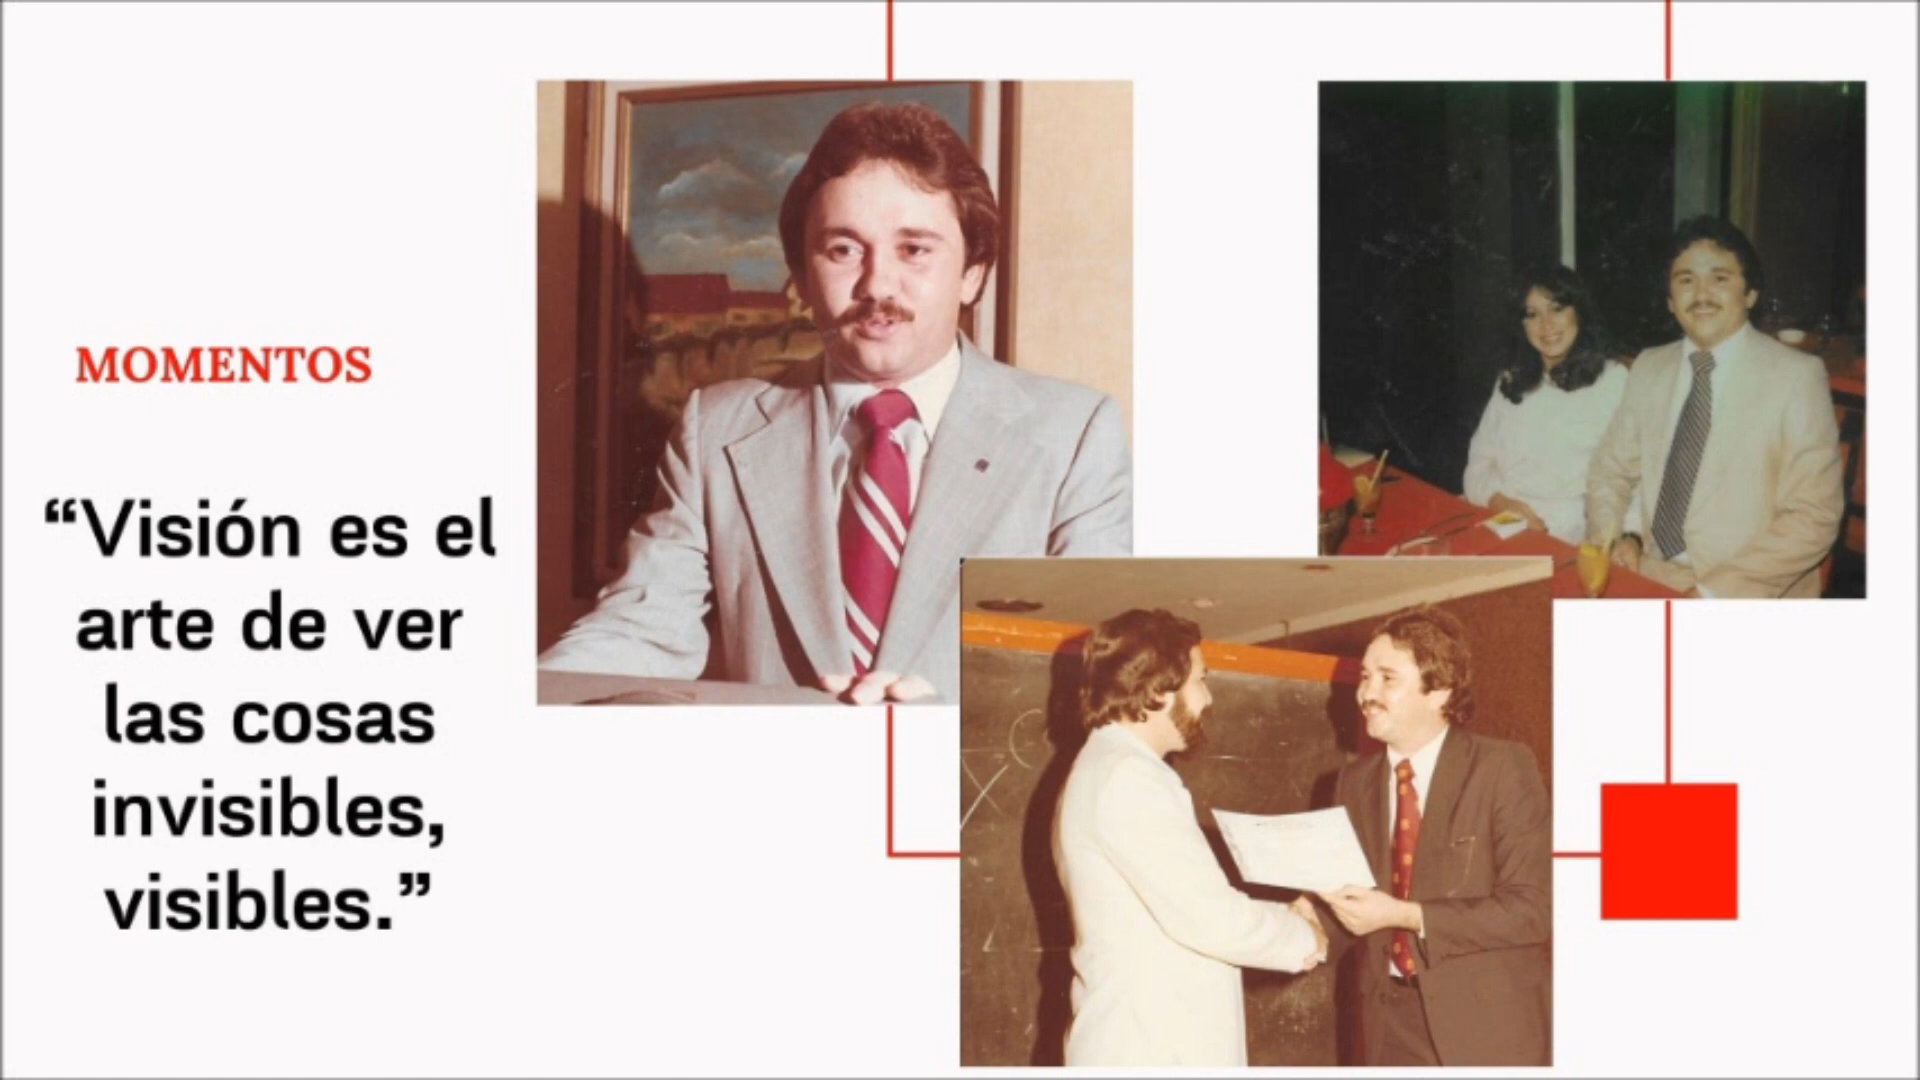 MOMENTOS
“Visión es el
arte de ver
las cosas
invisibles,
visibles.”